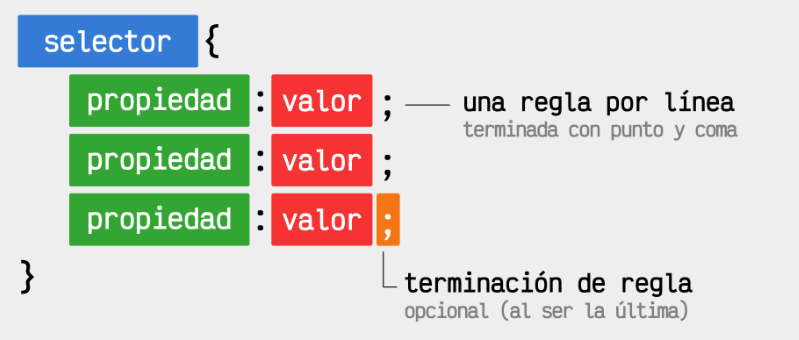 selector {
propiedad : valor ; una regla por línea
terminada con punto y coma
propiedad : valor ;
propiedad : valor ;
}
terminación de regla
opcional (al ser la última)